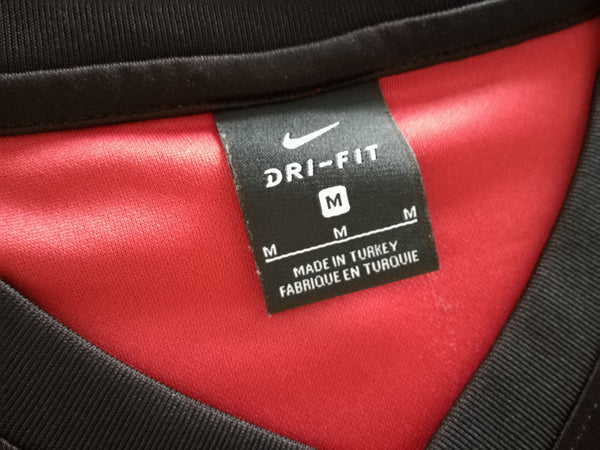 DRI-FIT
M
M M M
MADE IN TURKEY
FABRIQUE EN TURQUIE